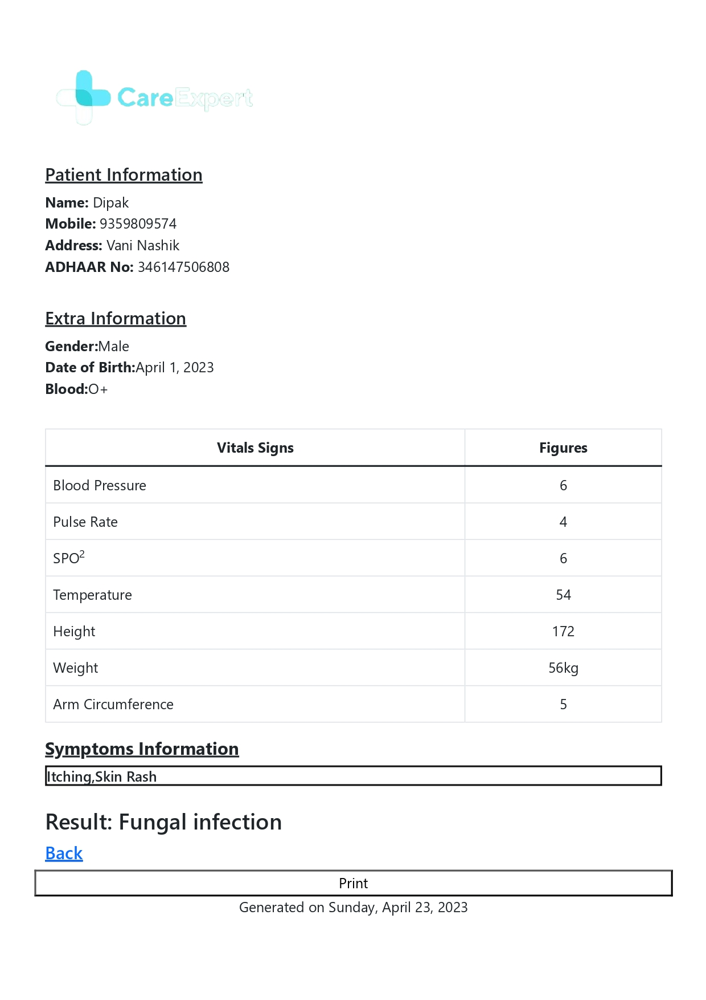 CareExpert
Patient Information
Name: Dipak
Mobile: 9359809574
Address: Vani Nashik
ADHAAR No: 346147506808
Extra Information
Gender:Male
Date of Birth:April 1, 2023
Blood:O+
Vitals Signs Figures
Blood Pressure 6
Pulse Rate 4
SPO² 6
Temperature 54
Height 172
Weight 56kg
Arm Circumference 5
Symptoms Information
Itching,Skin Rash
Result: Fungal infection
Back
Print
Generated on Sunday, April 23, 2023